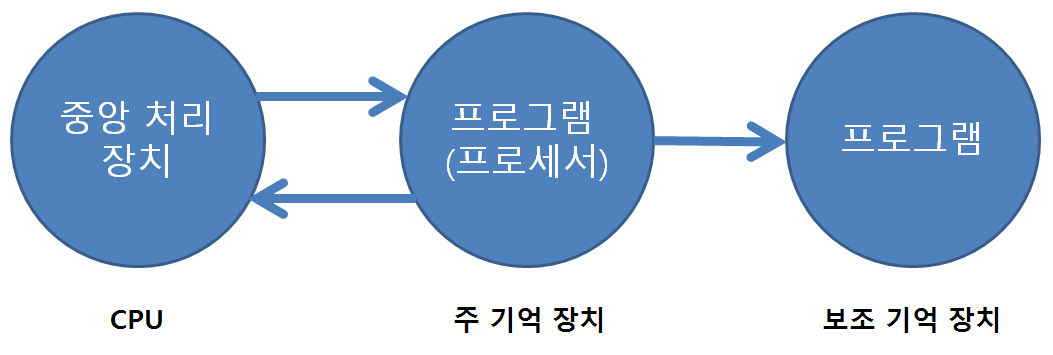 중앙 처리
장치
프로그램
(프로세서)
프로그램
CPU
주 기억 장치
보조 기억 장치